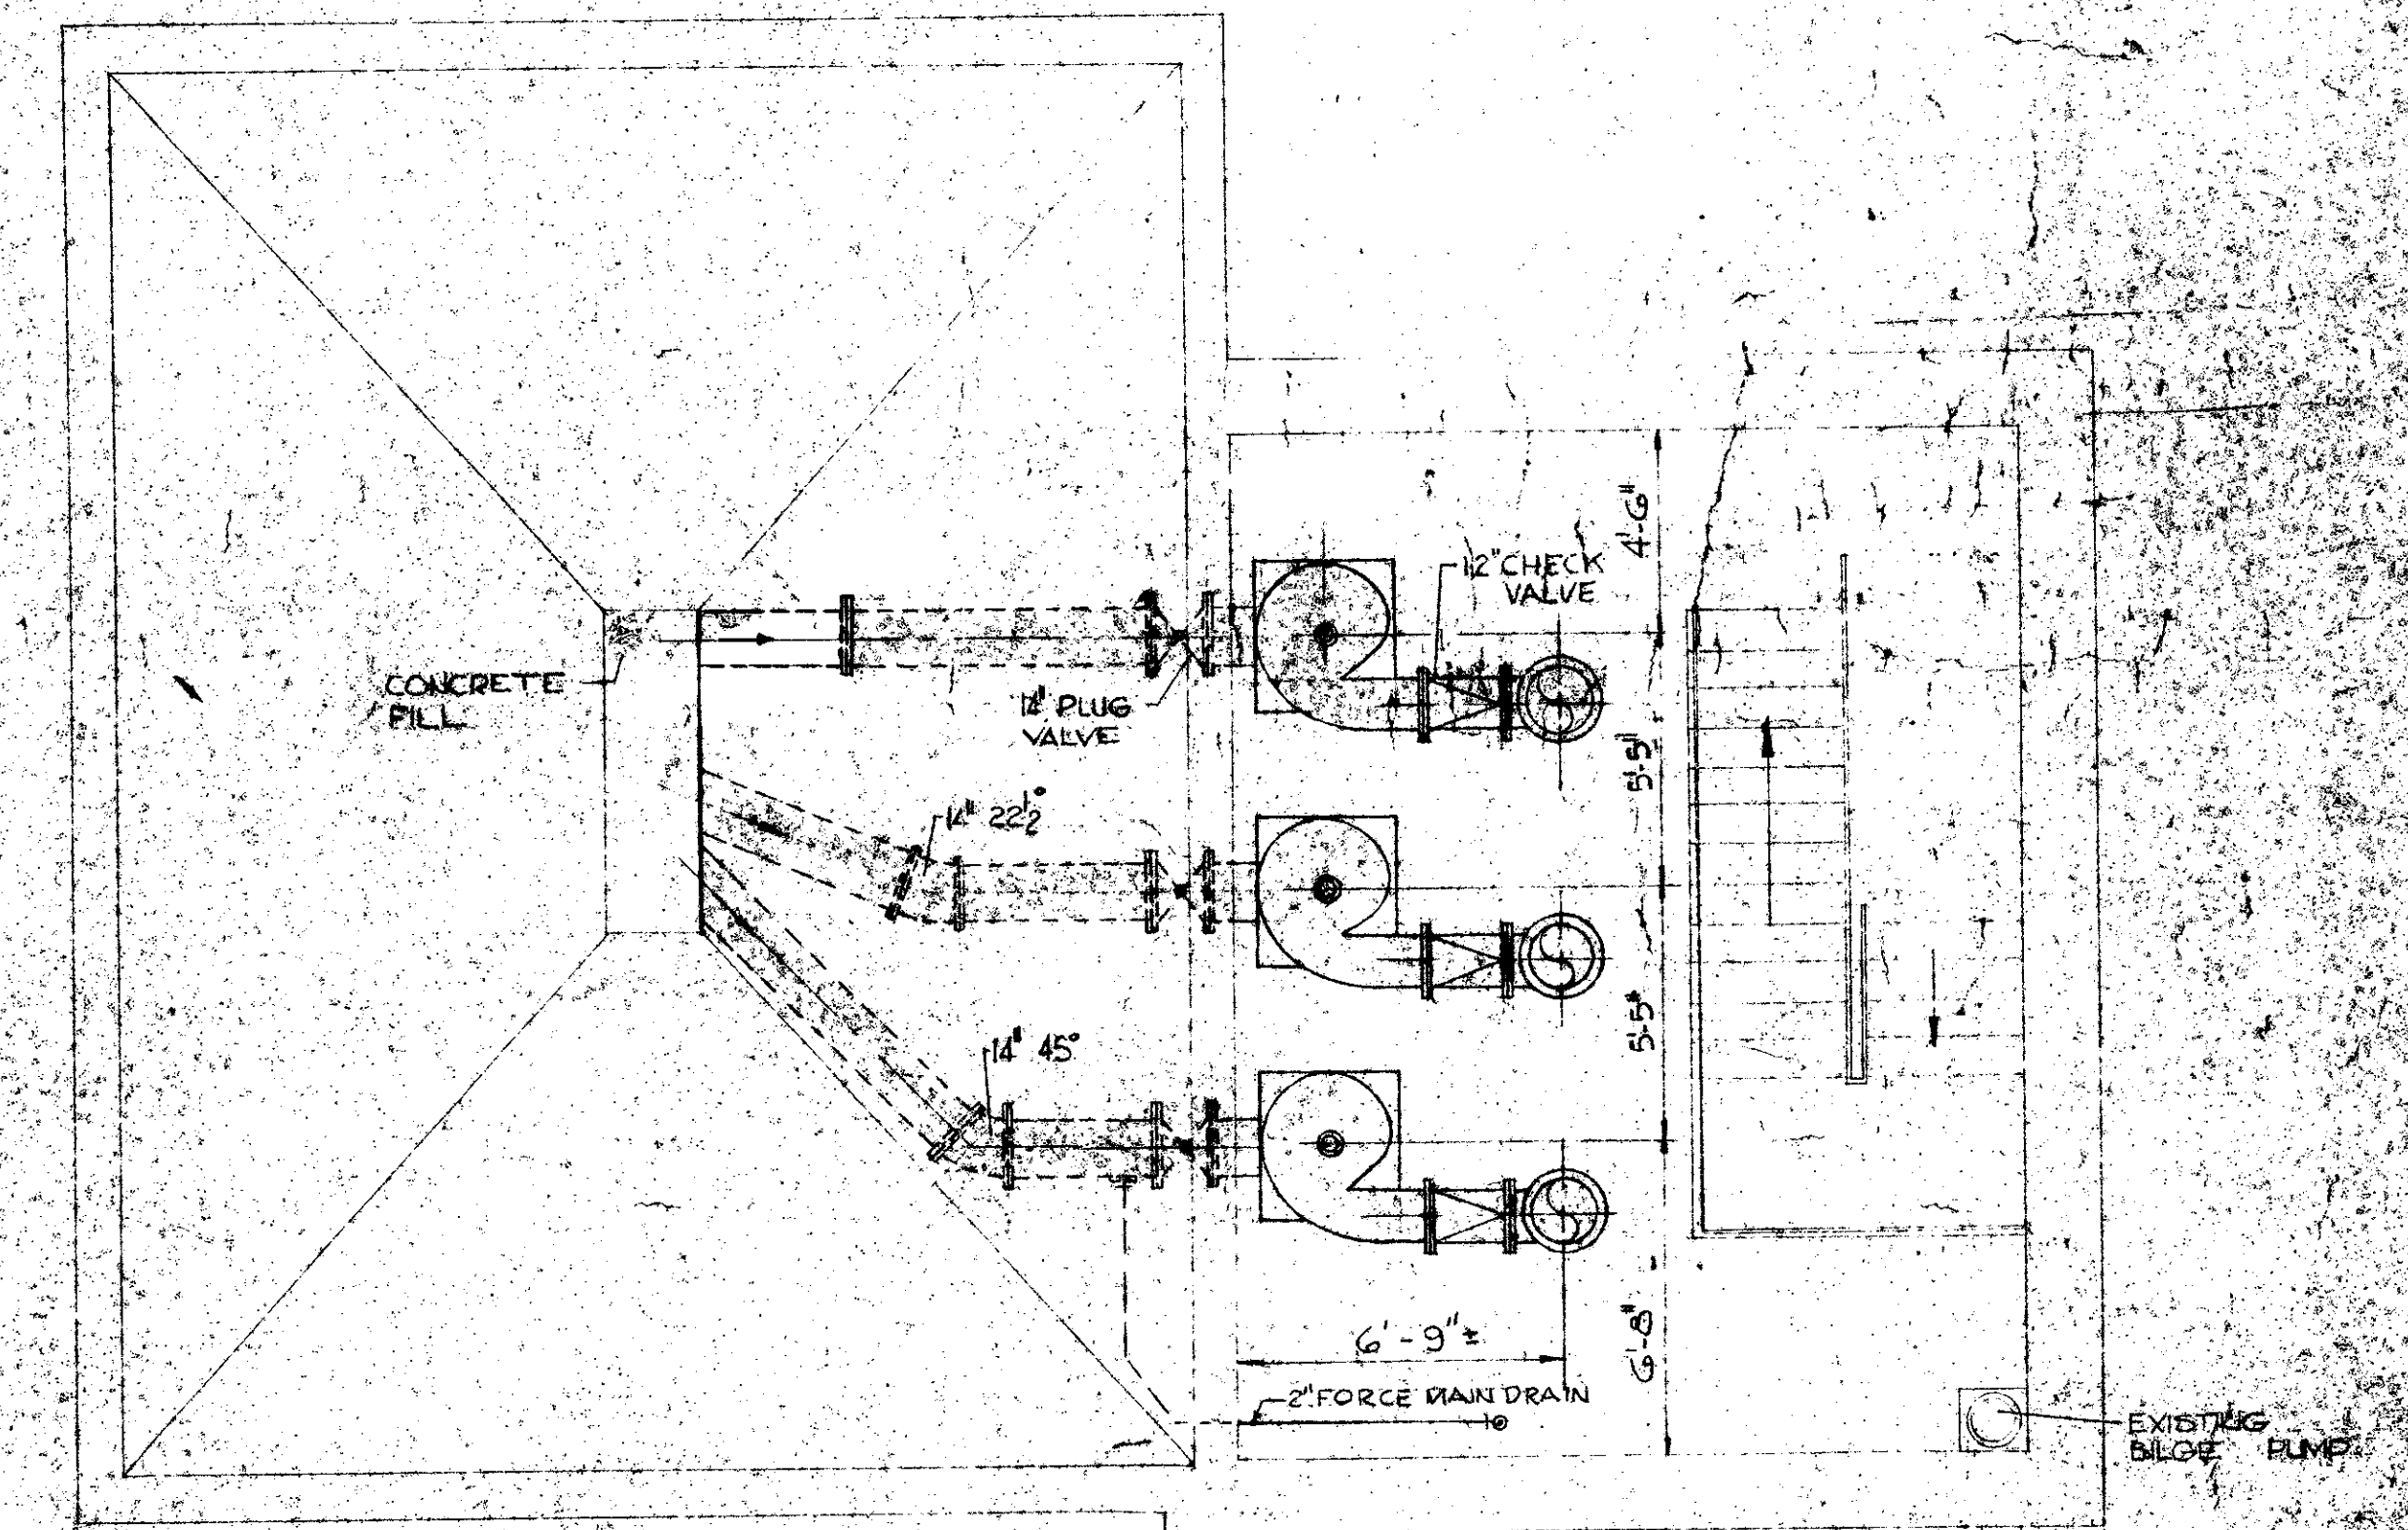 4'-6"
12" CHECK
VALVE
CONCRETE
FILL
14" PLUG
VALVE
5'-5"
14" 22½°
5'-5"
14" 45°
6'-9"±
6'-8"
2" FORCE MAIN DRAIN
EXISTING
BILGE PUMP